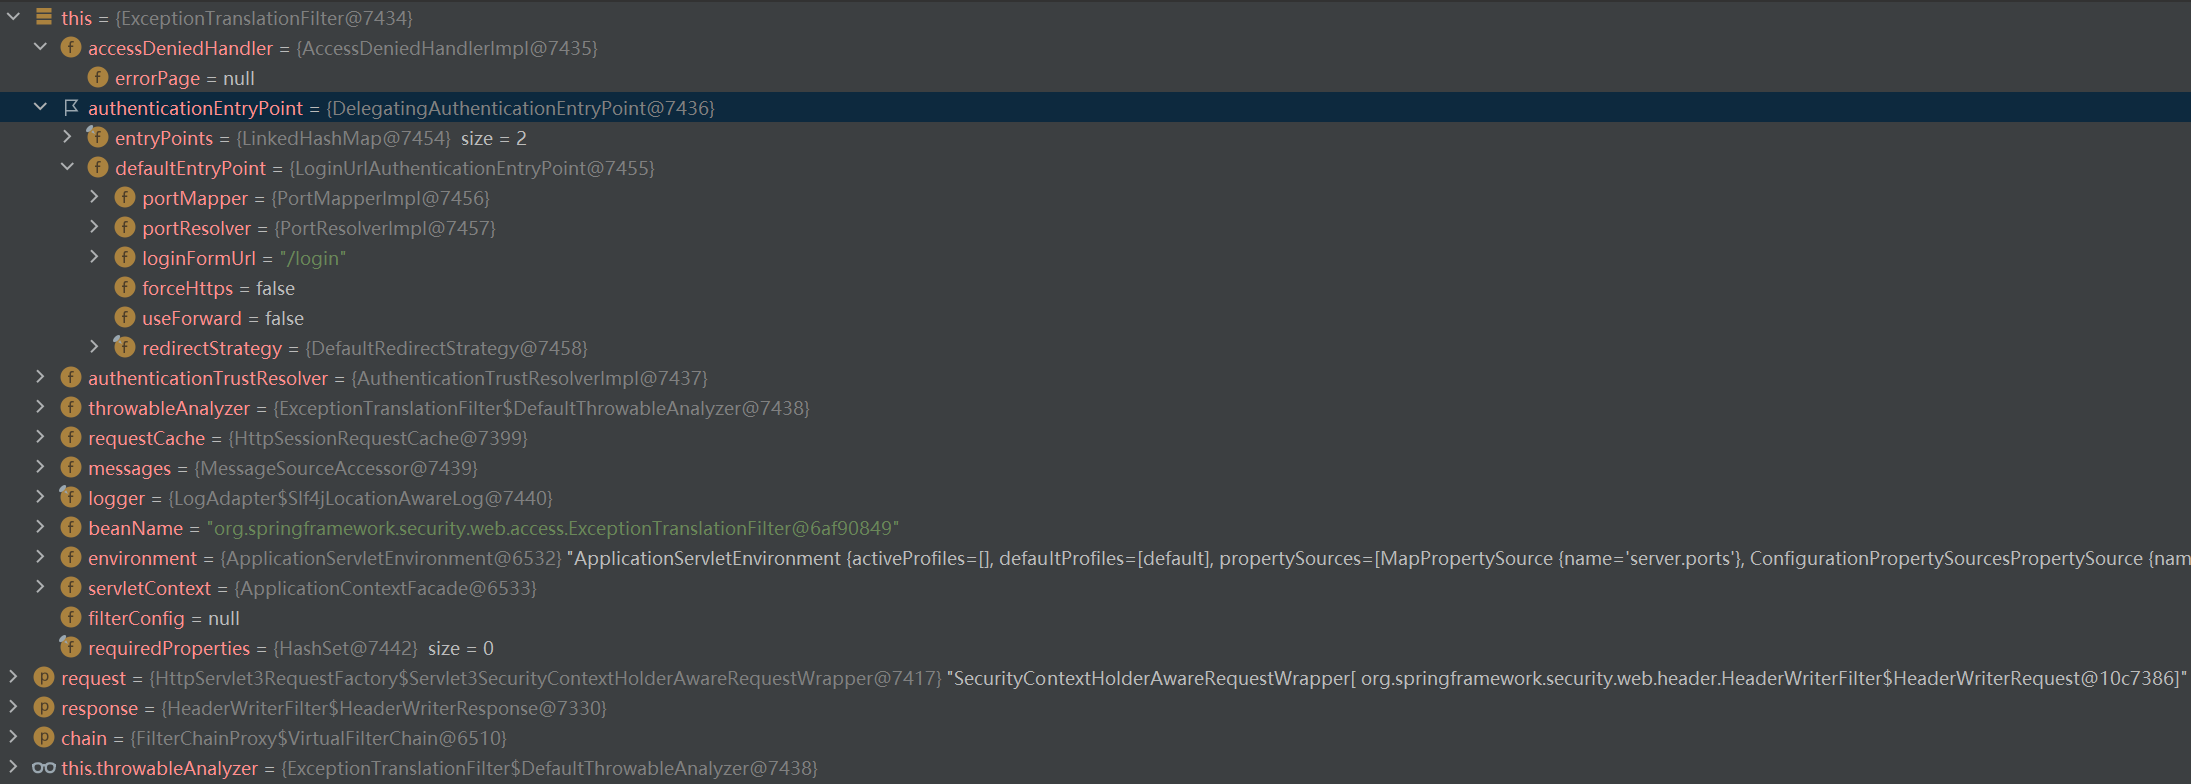 this = {ExceptionTranslationFilter@7434}
f accessDeniedHandler = {AccessDeniedHandlerImpl@7435}
f errorPage = null
authenticationEntryPoint = {DelegatingAuthenticationEntryPoint@7436}
f entryPoints = {LinkedHashMap@7454} size = 2
f defaultEntryPoint = {LoginUrlAuthenticationEntryPoint@7455}
f portMapper = {PortMapperImpl@7456}
f portResolver = {PortResolverImpl@7457}
f loginFormUrl = "/login"
f forceHttps = false
f useForward = false
f redirectStrategy = {DefaultRedirectStrategy@7458}
f authenticationTrustResolver = {AuthenticationTrustResolverImpl@7437}
f throwableAnalyzer = {ExceptionTranslationFilter$DefaultThrowableAnalyzer@7438}
f requestCache = {HttpSessionRequestCache@7399}
f messages = {MessageSourceAccessor@7439}
f logger = {LogAdapter$Slf4jLocationAwareLog@7440}
f beanName = "org.springframework.security.web.access.ExceptionTranslationFilter@6af90849"
f environment = {ApplicationServletEnvironment@6532} "ApplicationServletEnvironment {activeProfiles=[], defaultProfiles=[default], propertySources=[MapPropertySource {name='server.ports'}, ConfigurationPropertySourcesPropertySource {nam
f servletContext = {ApplicationContextFacade@6533}
f filterConfig = null
f requiredProperties = {HashSet@7442} size = 0
p request = {HttpServlet3RequestFactory$Servlet3SecurityContextHolderAwareRequestWrapper@7417} "SecurityContextHolderAwareRequestWrapper[ org.springframework.security.web.header.HeaderWriterFilter$HeaderWriterRequest@10c7386]"
p response = {HeaderWriterFilter$HeaderWriterResponse@7330}
p chain = {FilterChainProxy$VirtualFilterChain@6510}
this.throwableAnalyzer = {ExceptionTranslationFilter$DefaultThrowableAnalyzer@7438}